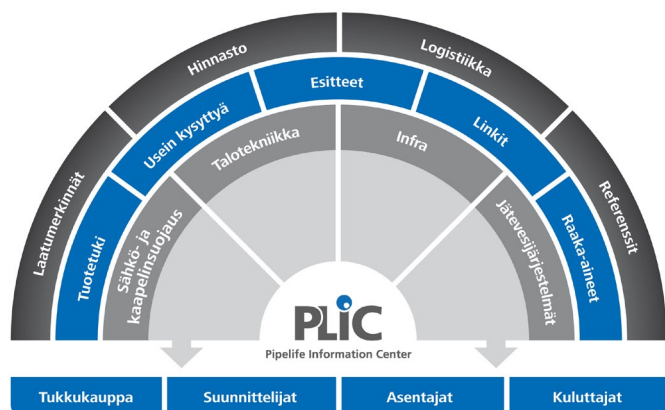 Laatumerkinnät
Hinnasto
Logistiikka
Referenssit
Tuotetuki
Usein kysyttyä
Esitteet
Linkit
Raaka-aineet
Sähkö- ja
kaapelinsuojaus
Talotekniikka
Infra
Jätevesijärjestelmät
PLiC
Pipelife Information Center
Tukkukauppa
Suunnittelijat
Asentajat
Kuluttajat